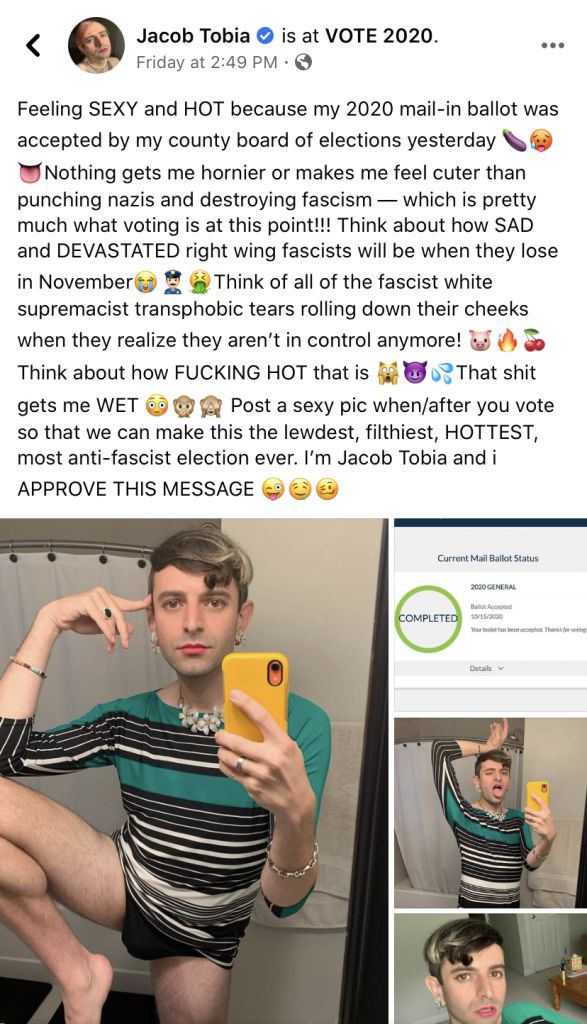 Jacob Tobia is at VOTE 2020.
Friday at 2:49 PM ·
Feeling SEXY and HOT because my 2020 mail-in ballot was
accepted by my county board of elections yesterday 🍆🥵
👅Nothing gets me hornier or makes me feel cuter than
punching nazis and destroying fascism — which is pretty
much what voting is at this point!!! Think about how SAD
and DEVASTATED right wing fascists will be when they lose
in November😭👮🏻‍♂️🤮Think of all of the fascist white
supremacist transphobic tears rolling down their cheeks
when they realize they aren’t in control anymore! 🐷🔥🍒
Think about how FUCKING HOT that is 🙀😈💦That shit
gets me WET 😳🙊🙈 Post a sexy pic when/after you vote
so that we can make this the lewdest, filthiest, HOTTEST,
most anti-fascist election ever. I’m Jacob Tobia and i
APPROVE THIS MESSAGE 😜🤤🥴
Current Mail Ballot Status
2020 GENERAL
COMPLETED
Ballot Accepted
10/15/2020
Your ballot has been accepted. Thanks for voting
Details